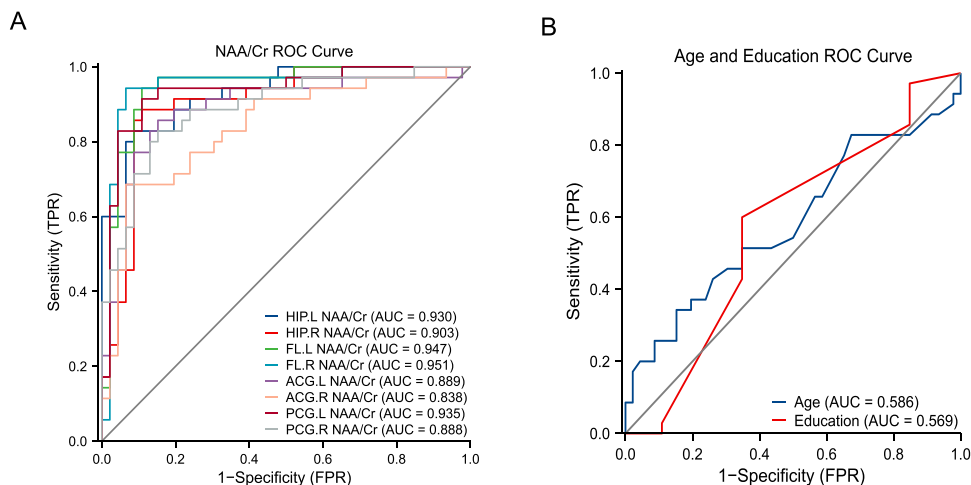 A
NAA/Cr ROC Curve
Sensitivity (TPR)
1.0
0.8
0.6
0.4
0.2
0.0
HIP.L NAA/Cr (AUC = 0.930)
HIP.R NAA/Cr (AUC = 0.903)
FL.L NAA/Cr (AUC = 0.947)
FL.R NAA/Cr (AUC = 0.951)
ACG.L NAA/Cr (AUC = 0.889)
ACG.R NAA/Cr (AUC = 0.838)
PCG.L NAA/Cr (AUC = 0.935)
PCG.R NAA/Cr (AUC = 0.888)
0.0 0.2 0.4 0.6 0.8 1.0
1−Specificity (FPR)
B
Age and Education ROC Curve
Sensitivity (TPR)
1.0
0.8
0.6
0.4
0.2
0.0
Age (AUC = 0.586)
Education (AUC = 0.569)
0.0 0.2 0.4 0.6 0.8 1.0
1−Specificity (FPR)